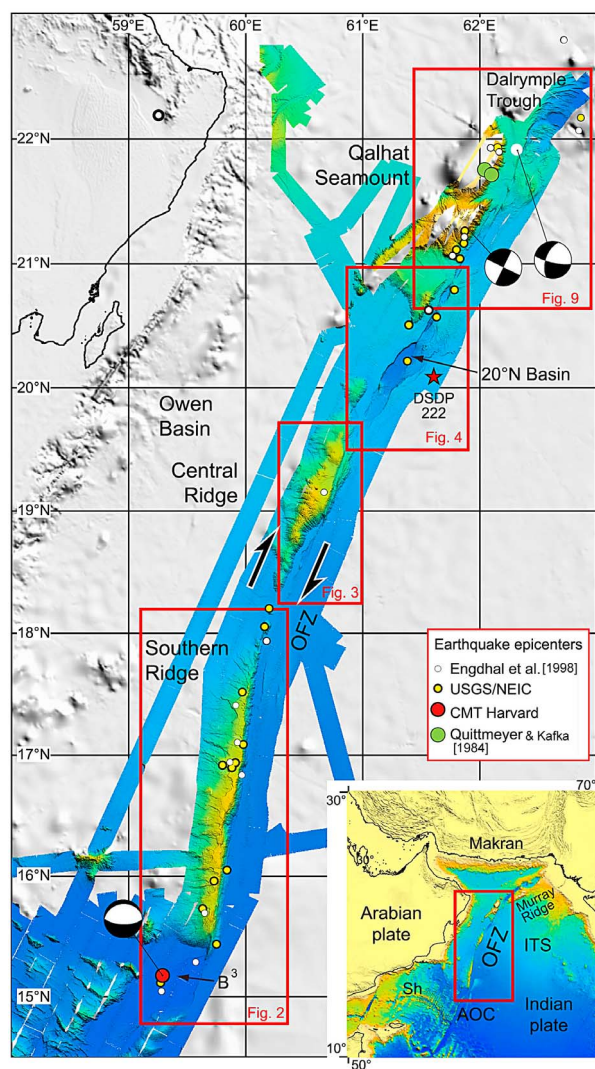 59°E
60°E
61°E
62°E
Dalrymple
Trough
22°N
Qalhat
Seamount
21°N
Fig. 9
20°N Basin
20°N
DSDP
222
Owen
Basin
Fig. 4
Central
Ridge
19°N
Fig. 3
OFZ
18°N
Southern
Ridge
Earthquake epicenters
Engdhal et al. [1998]
USGS/NEIC
CMT Harvard
Quittmeyer & Kafka
[1984]
17°N
16°N
B3
15°N
Fig. 2
30°
70°
Makran
30°
Murray
Ridge
Arabian
plate
OFZ
ITS
Sh
Indian
plate
AOC
10°
50°